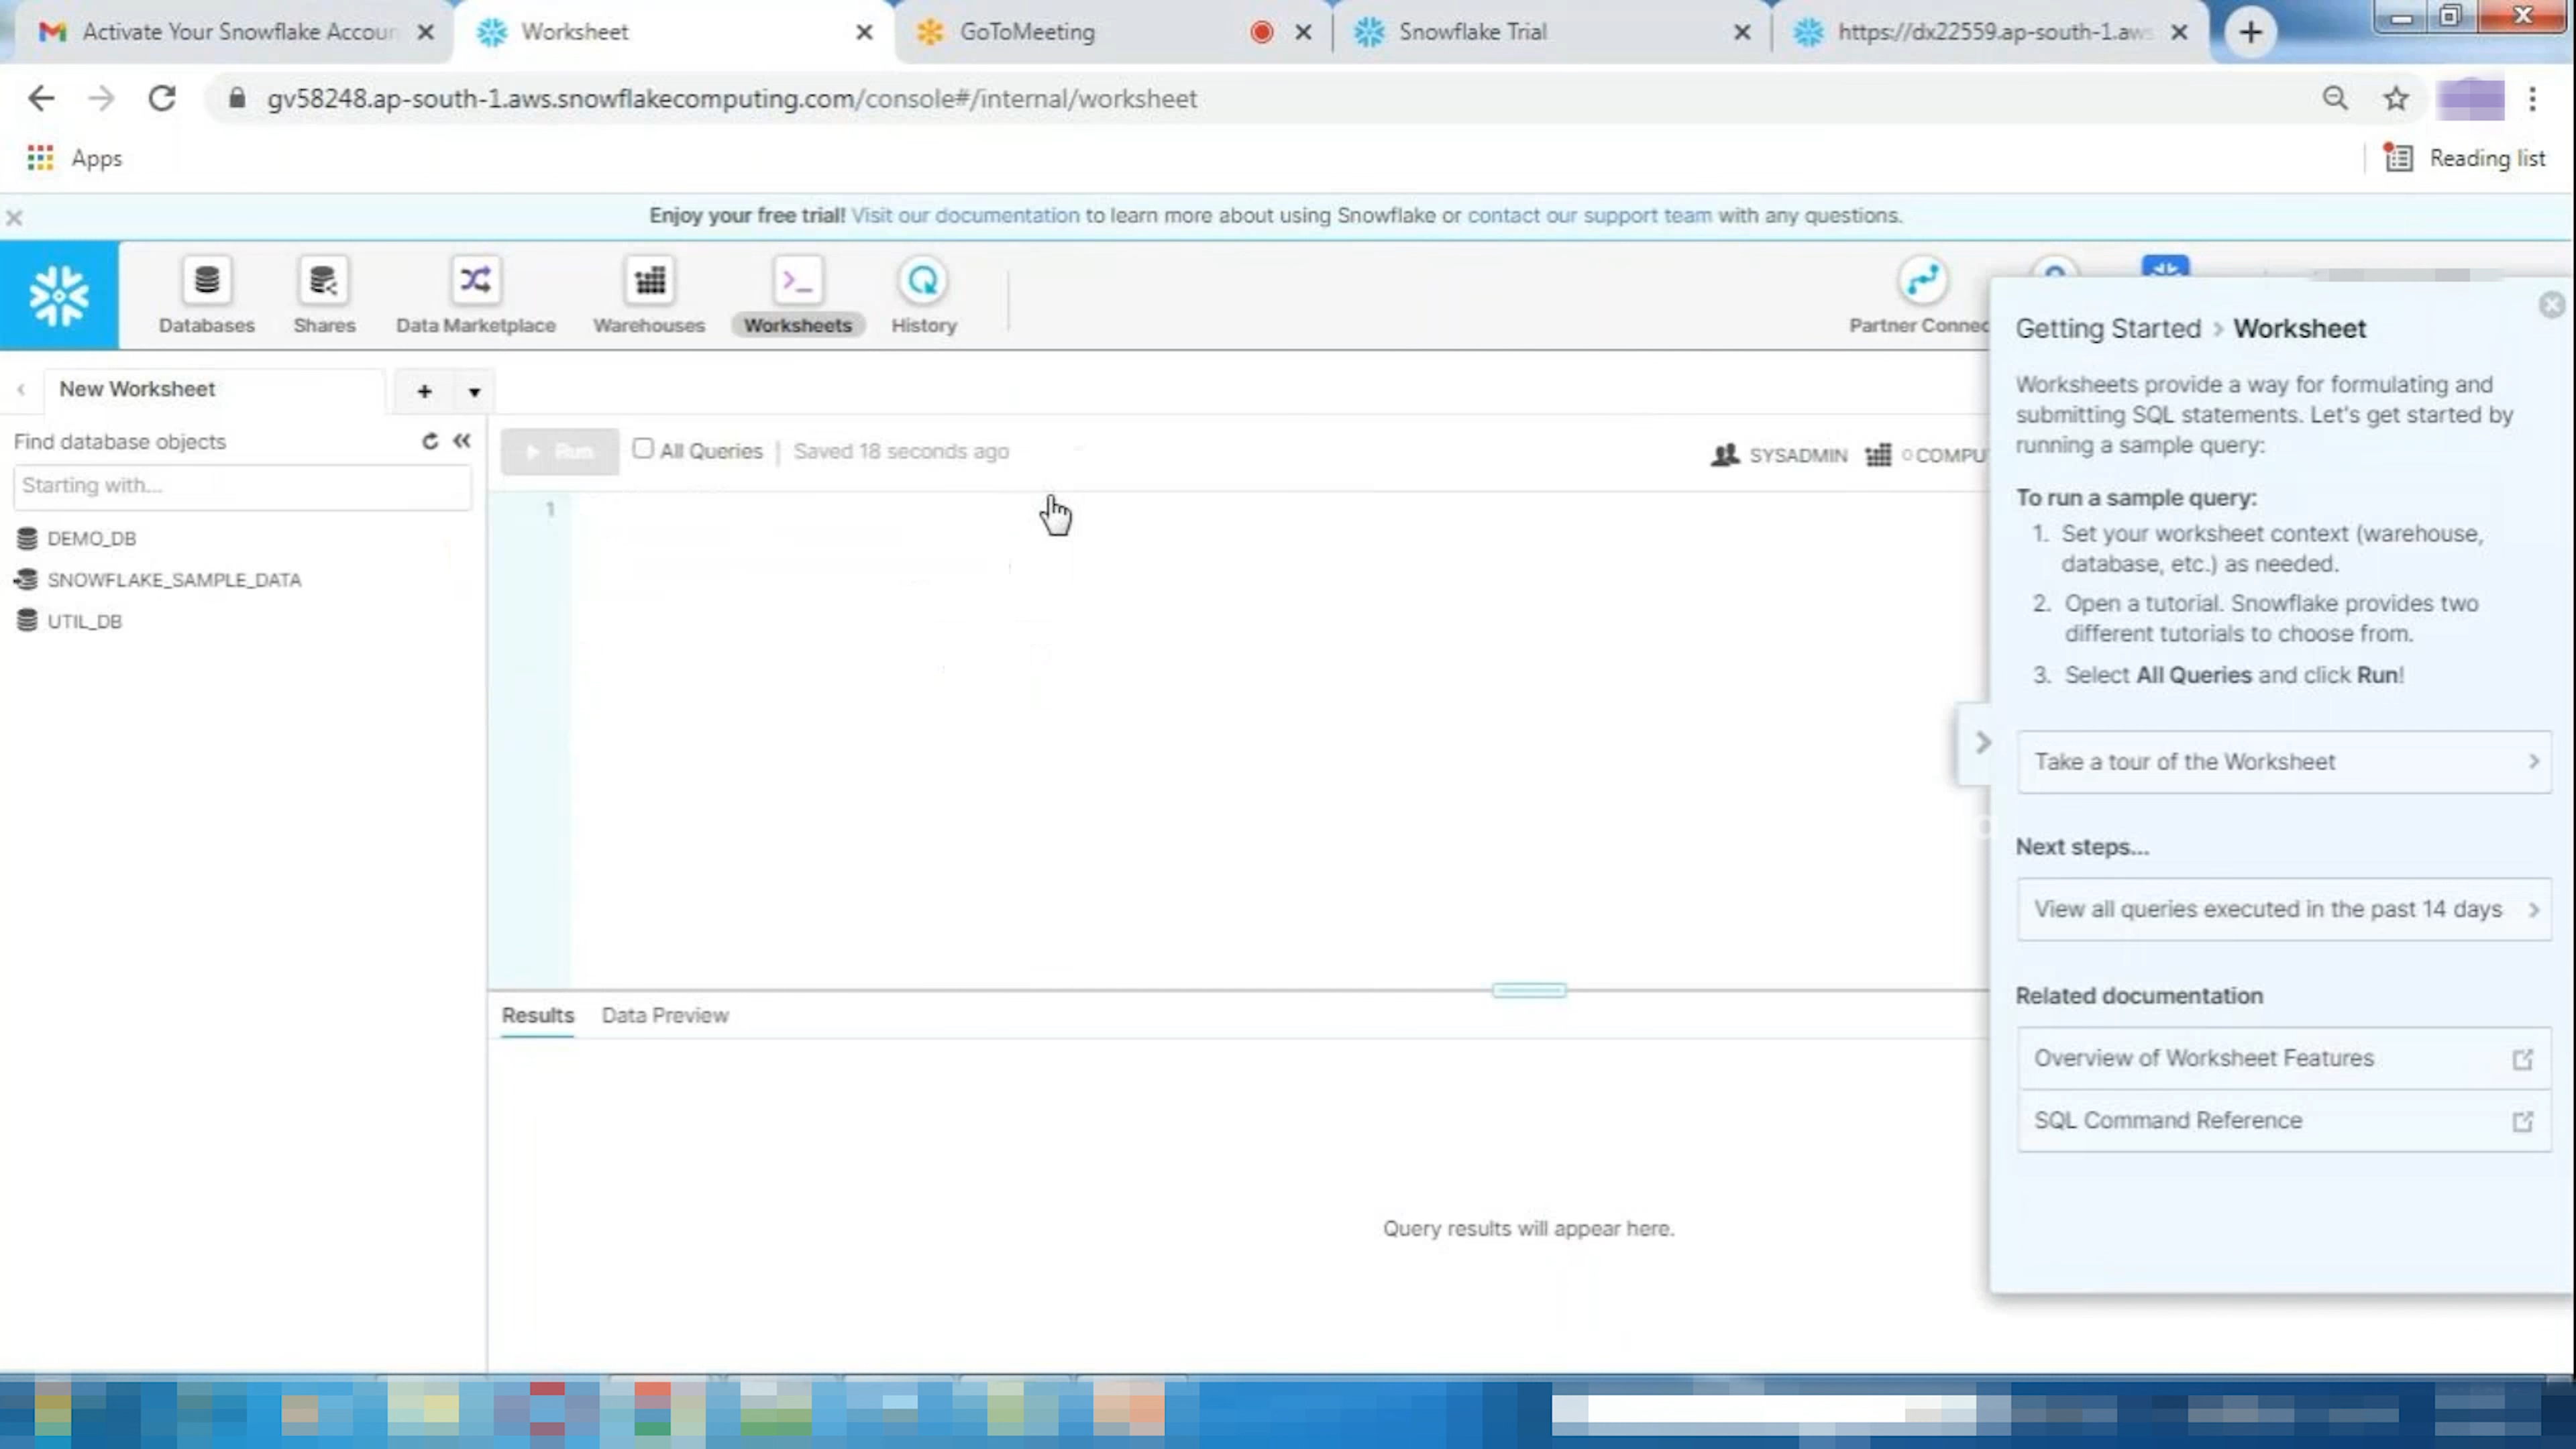 Activate Your Snowflake Accoun
Worksheet
GoToMeeting
Snowflake Trial
https://dx22559.ap-south-1.aws
gv58248.ap-south-1.aws.snowflakecomputing.com/console#/internal/worksheet
Apps
Reading list
Enjoy your free trial! Visit our documentation to learn more about using Snowflake or contact our support team with any questions.
Databases
Shares
Data Marketplace
Warehouses
Worksheets
History
Partner Connec
New Worksheet
Find database objects
Starting with...
DEMO_DB
SNOWFLAKE_SAMPLE_DATA
UTIL_DB
Run
All Queries
Saved 18 seconds ago
SYSADMIN
COMPU
1
Results
Data Preview
Query results will appear here.
Getting Started > Worksheet
Worksheets provide a way for formulating and
submitting SQL statements. Let's get started by
running a sample query:
To run a sample query:
1. Set your worksheet context (warehouse,
database, etc.) as needed.
2. Open a tutorial. Snowflake provides two
different tutorials to choose from.
3. Select All Queries and click Run!
Take a tour of the Worksheet
Next steps...
View all queries executed in the past 14 days
Related documentation
Overview of Worksheet Features
SQL Command Reference